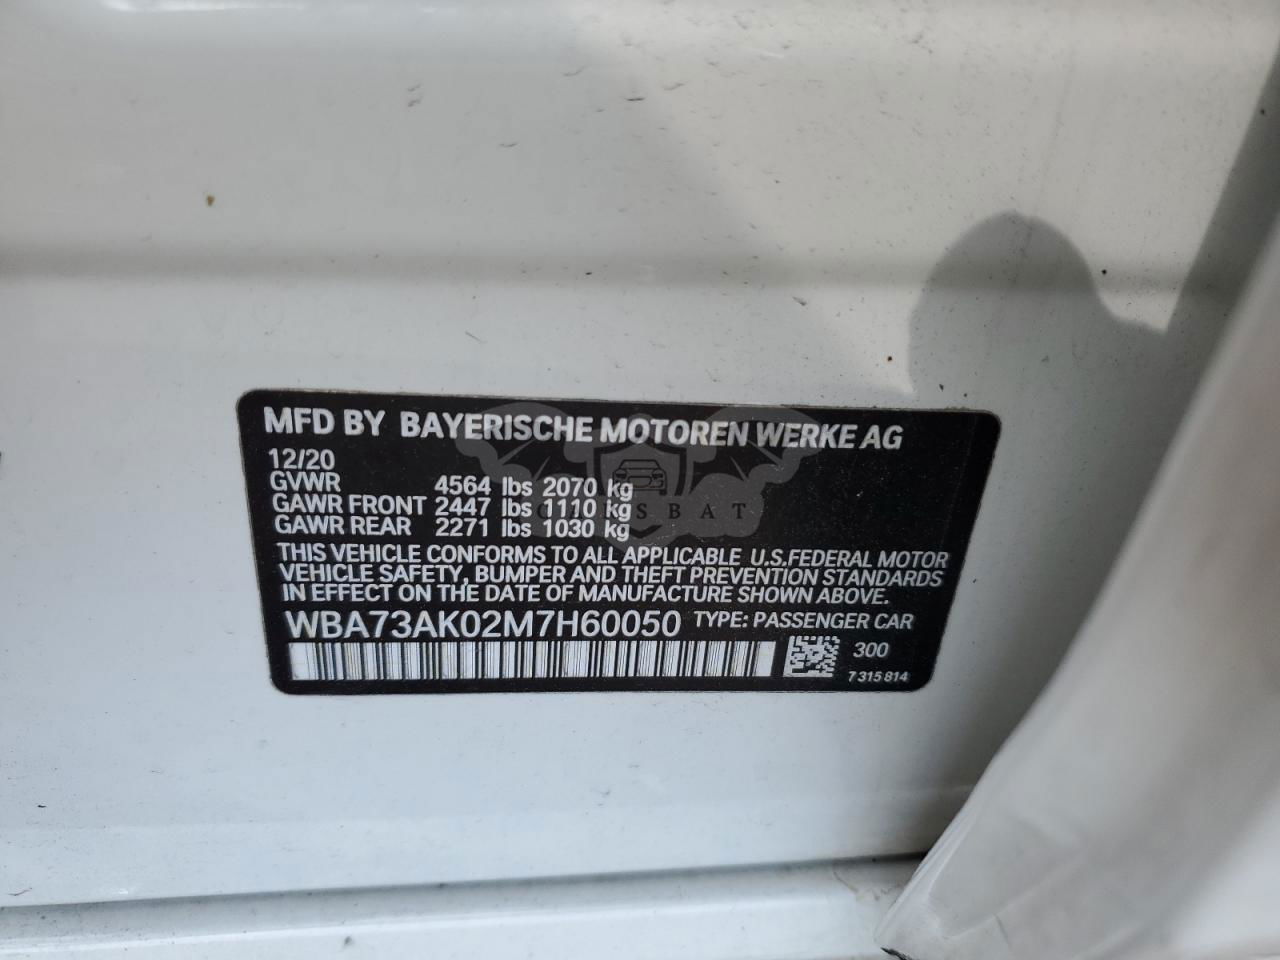 MFD BY BAYERISCHE MOTOREN WERKE AG
12/20
GVWR 4564 lbs 2070 kg
GAWR FRONT 2447 lbs 1110 kg
GAWR REAR 2271 lbs 1030 kg
THIS VEHICLE CONFORMS TO ALL APPLICABLE U.S.FEDERAL MOTOR
VEHICLE SAFETY, BUMPER AND THEFT PREVENTION STANDARDS
IN EFFECT ON THE DATE OF MANUFACTURE SHOWN ABOVE.
WBA73AK02M7H60050 TYPE: PASSENGER CAR
300
7 315 814